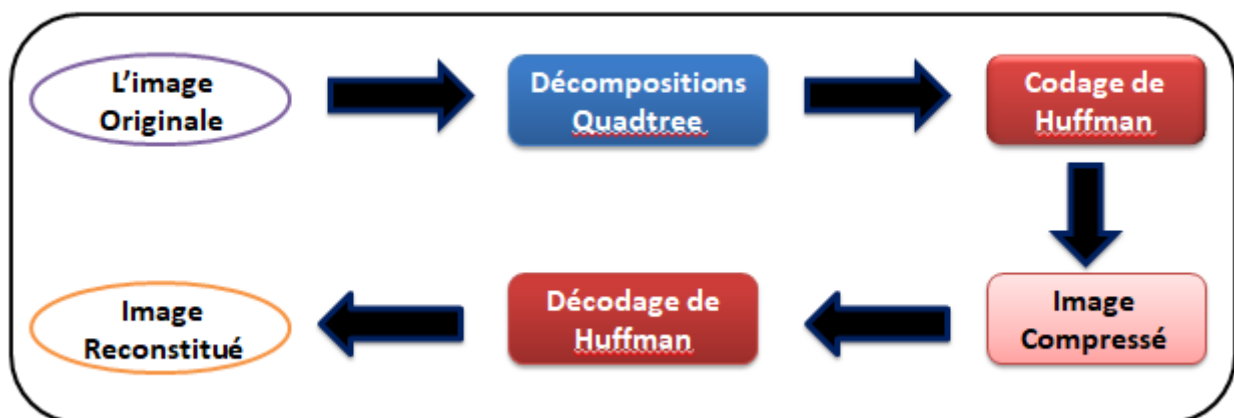 L'image
Originale
Décompositions
Quadtree
Codage de
Huffman
Image
Compressé
Décodage de
Huffman
Image
Reconstitué